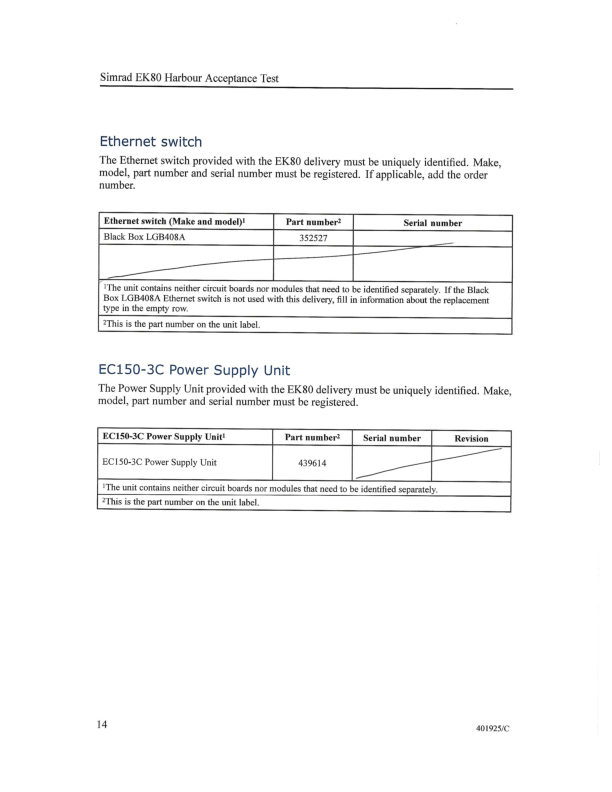 Simrad EK80 Harbour Acceptance Test
Ethernet switch
The Ethernet switch provided with the EK80 delivery must be uniquely identified. Make,
model, part number and serial number must be registered. If applicable, add the order
number.
Ethernet switch (Make and model)¹ Part number² Serial number
Black Box LGB408A 352527
¹The unit contains neither circuit boards nor modules that need to be identified separately. If the Black
Box LGB408A Ethernet switch is not used with this delivery, fill in information about the replacement
type in the empty row.
²This is the part number on the unit label.
EC150-3C Power Supply Unit
The Power Supply Unit provided with the EK80 delivery must be uniquely identified. Make,
model, part number and serial number must be registered.
EC150-3C Power Supply Unit¹ Part number² Serial number Revision
EC150-3C Power Supply Unit 439614
¹The unit contains neither circuit boards nor modules that need to be identified separately.
²This is the part number on the unit label.
14
401925/C